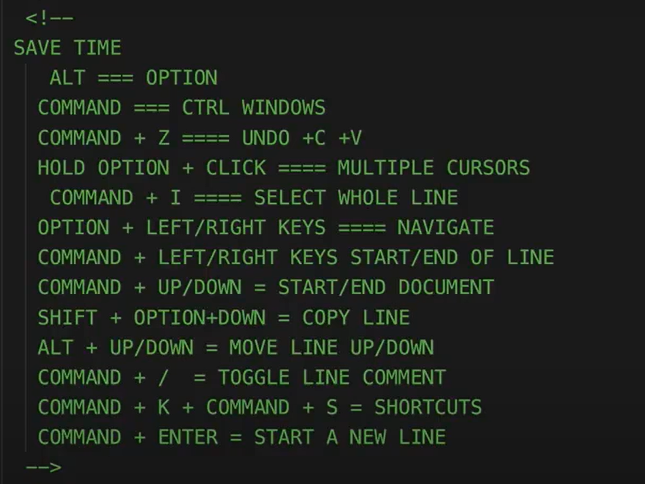 <!--
SAVE TIME
ALT === OPTION
COMMAND === CTRL WINDOWS
COMMAND + Z ==== UNDO +C +V
HOLD OPTION + CLICK ==== MULTIPLE CURSORS
COMMAND + I ==== SELECT WHOLE LINE
OPTION + LEFT/RIGHT KEYS ==== NAVIGATE
COMMAND + LEFT/RIGHT KEYS START/END OF LINE
COMMAND + UP/DOWN = START/END DOCUMENT
SHIFT + OPTION+DOWN = COPY LINE
ALT + UP/DOWN = MOVE LINE UP/DOWN
COMMAND + /  = TOGGLE LINE COMMENT
COMMAND + K + COMMAND + S = SHORTCUTS
COMMAND + ENTER = START A NEW LINE
-->